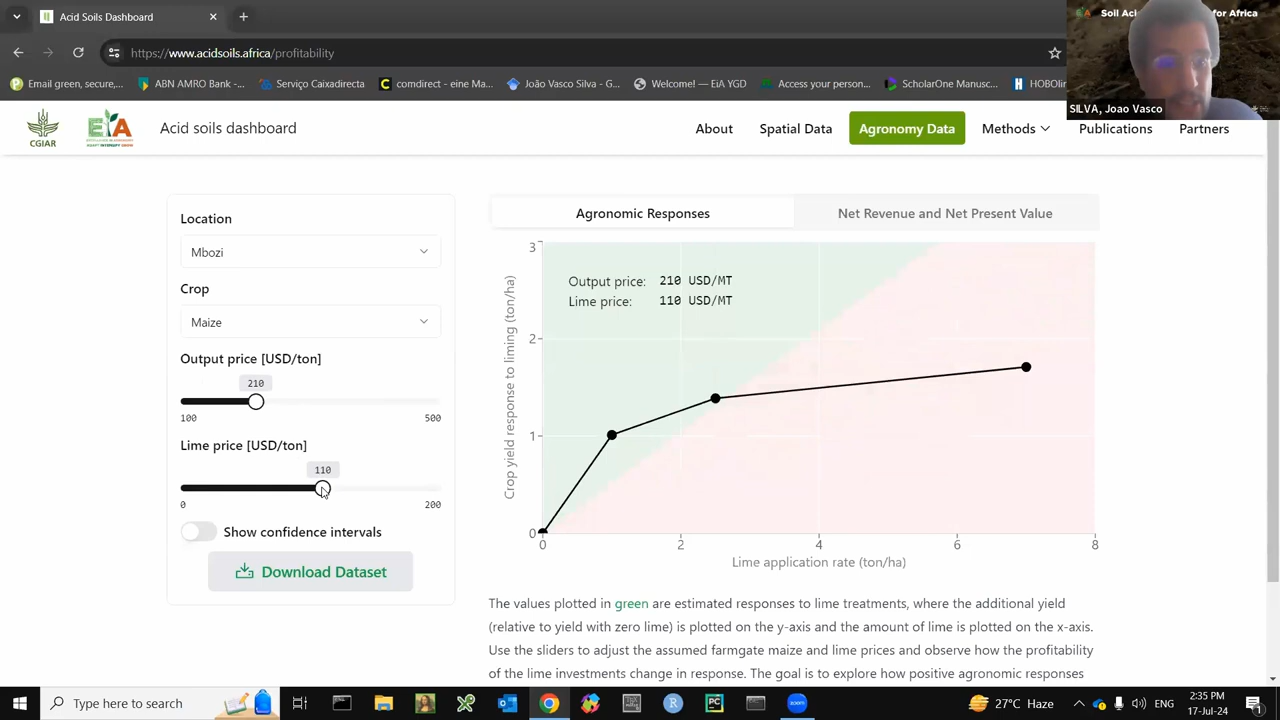 Acid Soils Dashboard
https://www.acidsoils.africa/profitability
Email green, secure,...
ABN AMRO Bank
Serviço Cairedira
comdirect - eine Ma...
João Vasco Silva - G...
Welcome! — EiA YGD
Access your person...
ScholarOne Manusc...
HOBOlin
Soil Aci
for Africa
SILVA, Joao Vasco
CGIAR
EiA
Acid soils dashboard
About
Spatial Data
Agronomy Data
Methods
Publications
Partners
Location
Mbozi
Crop
Maize
Output price [USD/ton]
210
100
500
Lime price [USD/ton]
110
0
200
Show confidence intervals
Download Dataset
Agronomic Responses
Net Revenue and Net Present Value
Output price: 210 USD/MT
Lime price: 110 USD/MT
Crop yield response to liming (ton/ha)
3
2
1
0
0 2 4 6 8
Lime application rate (ton/ha)
The values plotted in green are estimated responses to lime treatments, where the additional yield
(relative to yield with zero lime) is plotted on the y-axis and the amount of lime is plotted on the x-axis.
Use the sliders to adjust the assumed farmgate maize and lime prices and observe how the profitability
of the lime investments change in response. The goal is to explore how positive agronomic responses
Type here to search
27°C Haze
ENG
2:35 PM
17-Jul-24